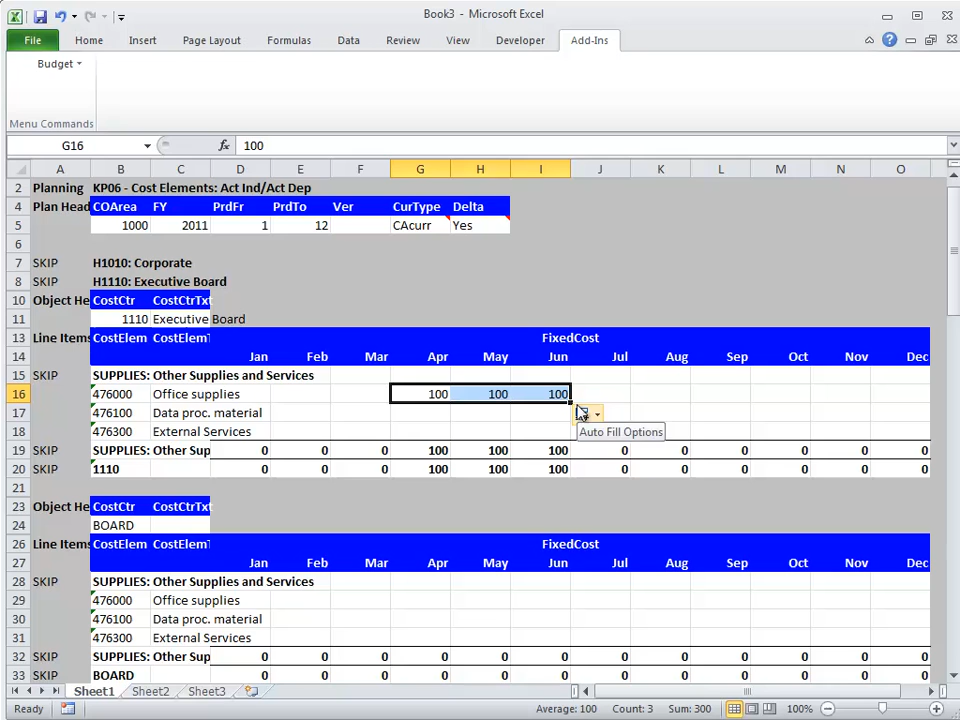 Book3 - Microsoft Excel
File Home Insert Page Layout Formulas Data Review View Developer Add-Ins
Budget
Menu Commands
G16 fx 100
A B C D E F G H I J K L M N O
2 Planning KP06 - Cost Elements: Act Ind/Act Dep
4 Plan Head COArea FY PrdFr PrdTo Ver CurType Delta
5 1000 2011 1 12 CAcurr Yes
6
7 SKIP H1010: Corporate
8 SKIP H1110: Executive Board
10 Object He CostCtr CostCtrTxt
11 1110 Executive Board
13 Line Items CostElem CostElemT FixedCost
14 Jan Feb Mar Apr May Jun Jul Aug Sep Oct Nov Dec
15 SKIP SUPPLIES: Other Supplies and Services
16 476000 Office supplies 100 100 100
17 476100 Data proc. material
18 476300 External Services
Auto Fill Options
19 SKIP SUPPLIES: Other Sup 0 0 0 100 100 100 0 0 0 0 0 0
20 SKIP 1110 0 0 0 100 100 100 0 0 0 0 0 0
21
23 Object He CostCtr CostCtrTxt
24 BOARD
26 Line Items CostElem CostElemT FixedCost
27 Jan Feb Mar Apr May Jun Jul Aug Sep Oct Nov Dec
28 SKIP SUPPLIES: Other Supplies and Services
29 476000 Office supplies
30 476100 Data proc. material
31 476300 External Services
32 SKIP SUPPLIES: Other Sup 0 0 0 0 0 0 0 0 0 0 0 0
33 SKIP BOARD 0 0 0 0 0 0 0 0 0 0 0 0
Sheet1 Sheet2 Sheet3
Ready Average: 100 Count: 3 Sum: 300 100%